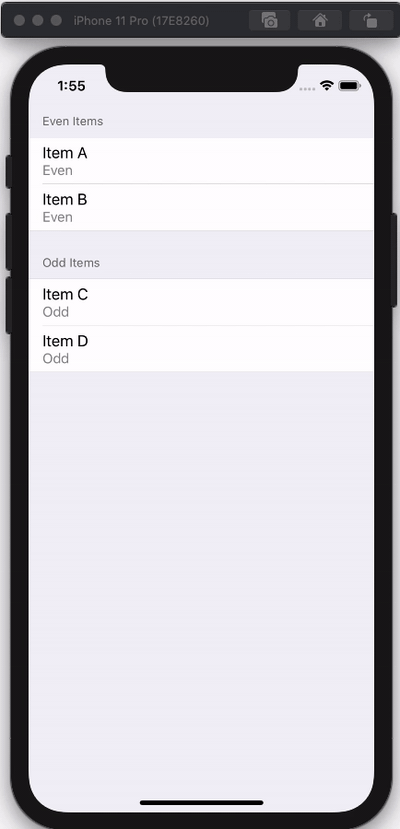 iPhone 11 Pro (17E8260)
1:55
Even Items
Item A
Even
Item B
Even
Odd Items
Item C
Odd
Item D
Odd